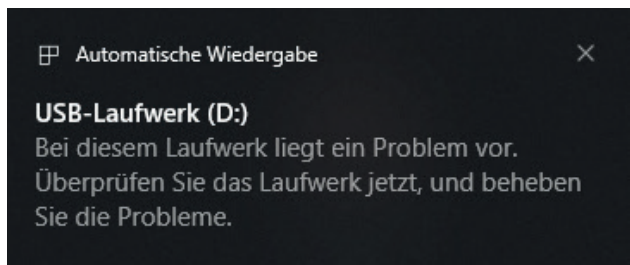 Automatische Wiedergabe
USB-Laufwerk (D:)
Bei diesem Laufwerk liegt ein Problem vor.
Überprüfen Sie das Laufwerk jetzt, und beheben
Sie die Probleme.